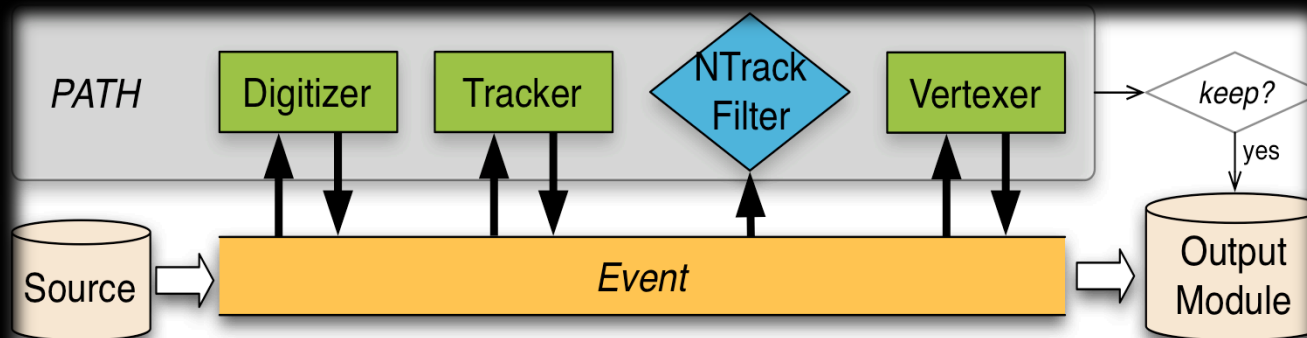 PATH
Digitizer
Tracker
NTrack
Filter
Vertexer
keep?
yes
Source
Event
Output
Module